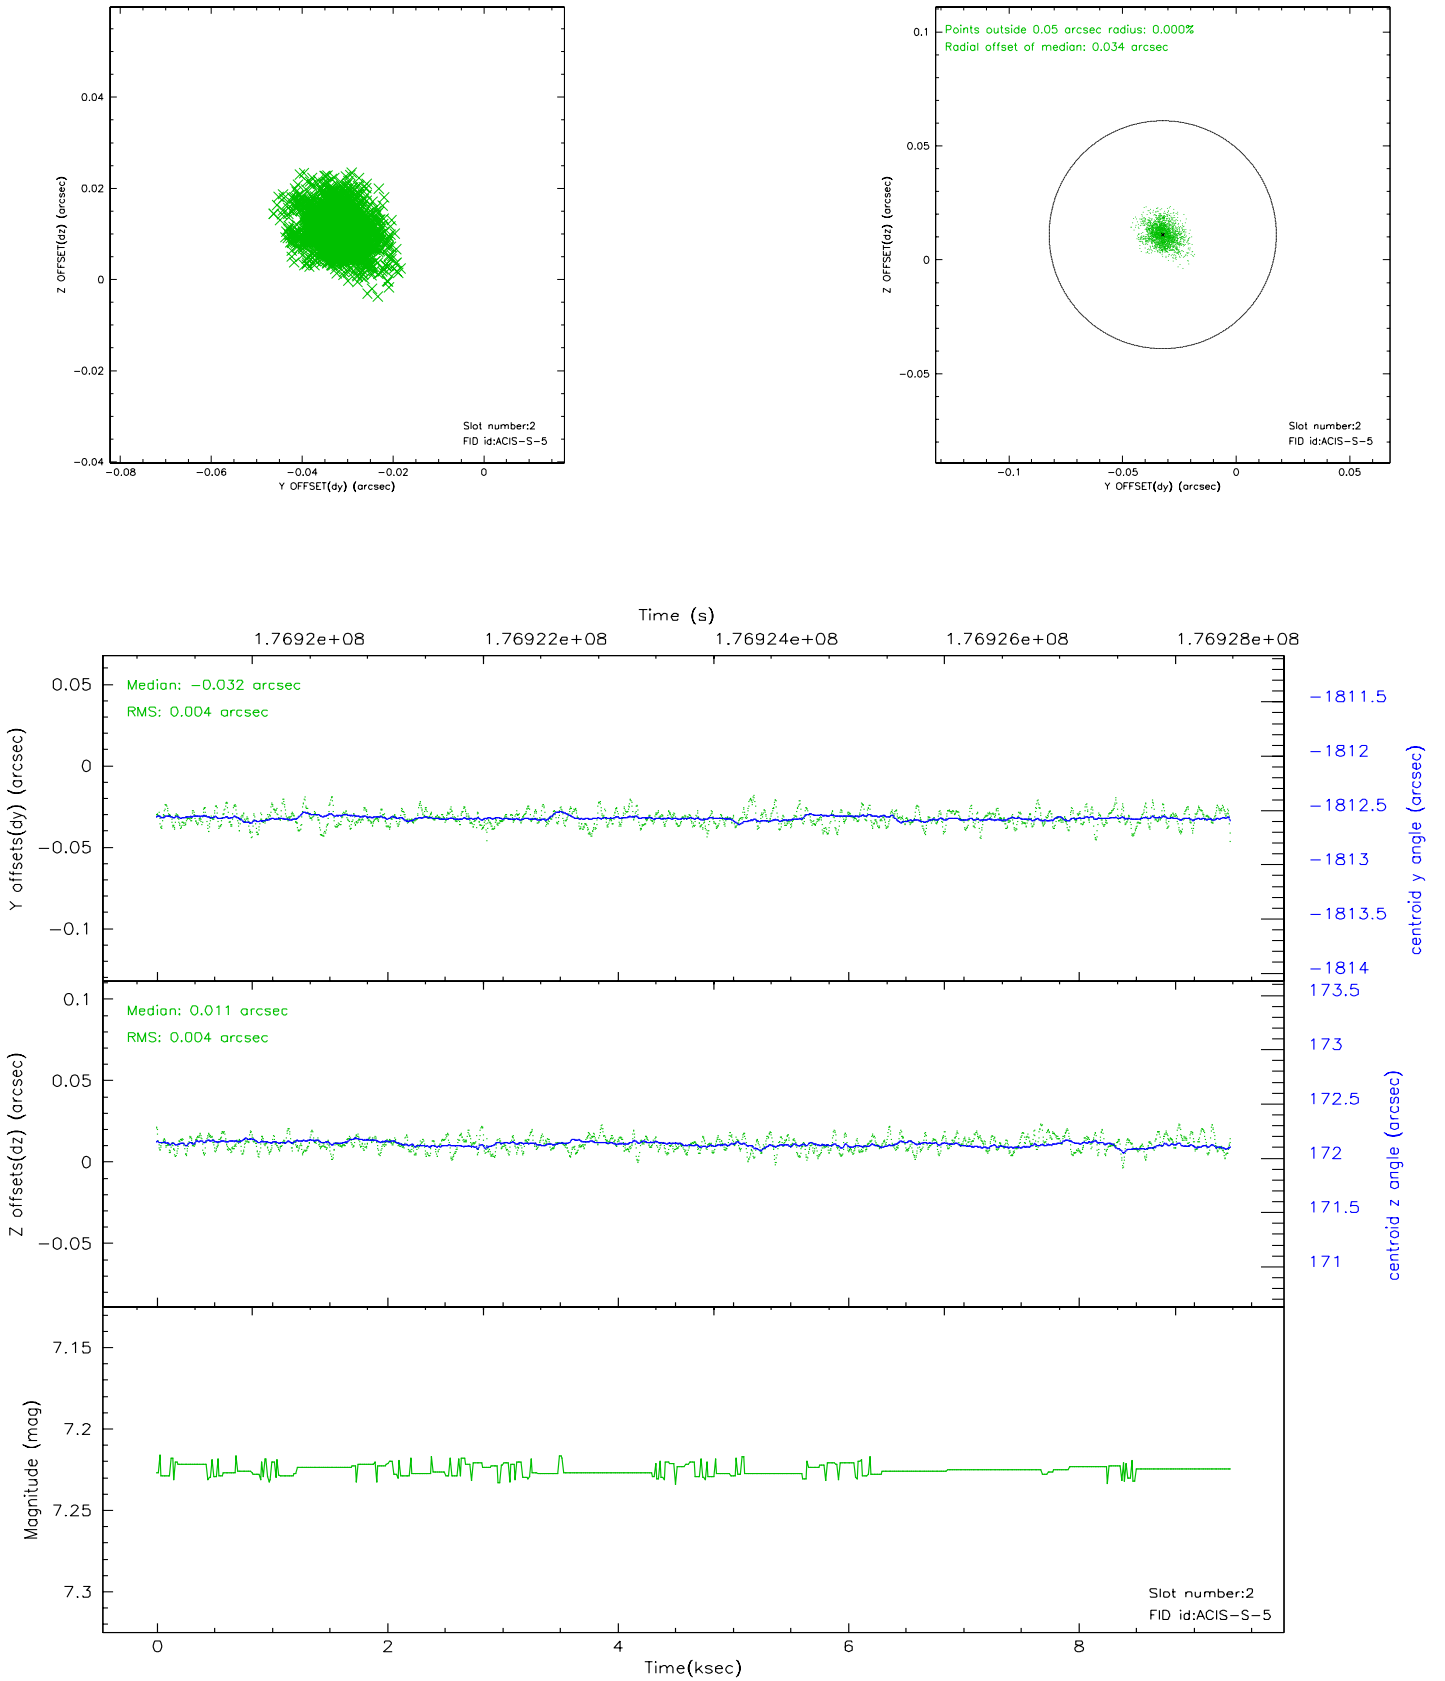 0.04
0.02
0
−0.02
−0.04
Z OFFSET(dz) (arcsec)
Slot number:2
FID id:ACIS−S−5
−0.08 −0.06 −0.04 −0.02 0
Y OFFSET(dy) (arcsec)
Points outside 0.05 arcsec radius: 0.000%
Radial offset of median: 0.034 arcsec
0.1
0.05
0
−0.05
Z OFFSET(dz) (arcsec)
Slot number:2
FID id:ACIS−S−5
−0.1 −0.05 0 0.05
Y OFFSET(dy) (arcsec)
Time (s)
1.7692e+08 1.76922e+08 1.76924e+08 1.76926e+08 1.76928e+08
Median: −0.032 arcsec
RMS: 0.004 arcsec
0.05
0
−0.05
−0.1
Y offsets(dy) (arcsec)
−1811.5
−1812
−1812.5
−1813
−1813.5
−1814
centroid y angle (arcsec)
Median: 0.011 arcsec
RMS: 0.004 arcsec
0.1
0.05
0
−0.05
Z offsets(dz) (arcsec)
173.5
173
172.5
172
171.5
171
centroid z angle (arcsec)
7.15
7.2
7.25
7.3
Magnitude (mag)
Slot number:2
FID id:ACIS−S−5
0 2 4 6 8
Time(ksec)